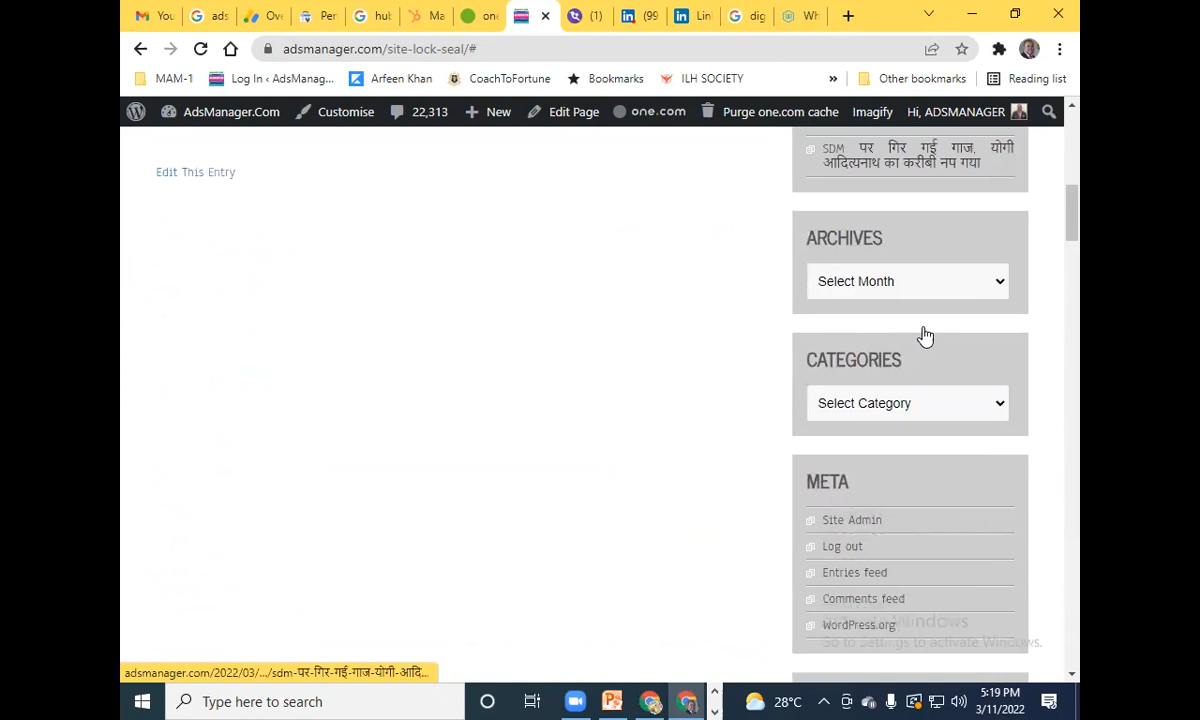 You
ads
Ove
Per
hub
Ma
one
(1)
(99
Lin
dig
Wh
adsmanager.com/site-lock-seal/#
MAM-1
Log In ‹ AdsManag...
Arfeen Khan
CoachToFortune
Bookmarks
ILH SOCIETY
»
Other bookmarks
Reading list
AdsManager.Com
Customise
22,313
New
Edit Page
one.com
Purge one.com cache
Imagify
Hi, ADSMANAGER
Edit This Entry
SDM पर गिर गई गाज, योगी
आदित्यनाथ का करीबी नप गया
ARCHIVES
Select Month
CATEGORIES
Select Category
META
Site Admin
Log out
Entries feed
Comments feed
WordPress.org
Activate Windows
Go to Settings to activate Windows.
adsmanager.com/2022/03/.../sdm-पर-गिर-गई-गाज-योगी-आदि...
Type here to search
28°C
5:19 PM
3/11/2022